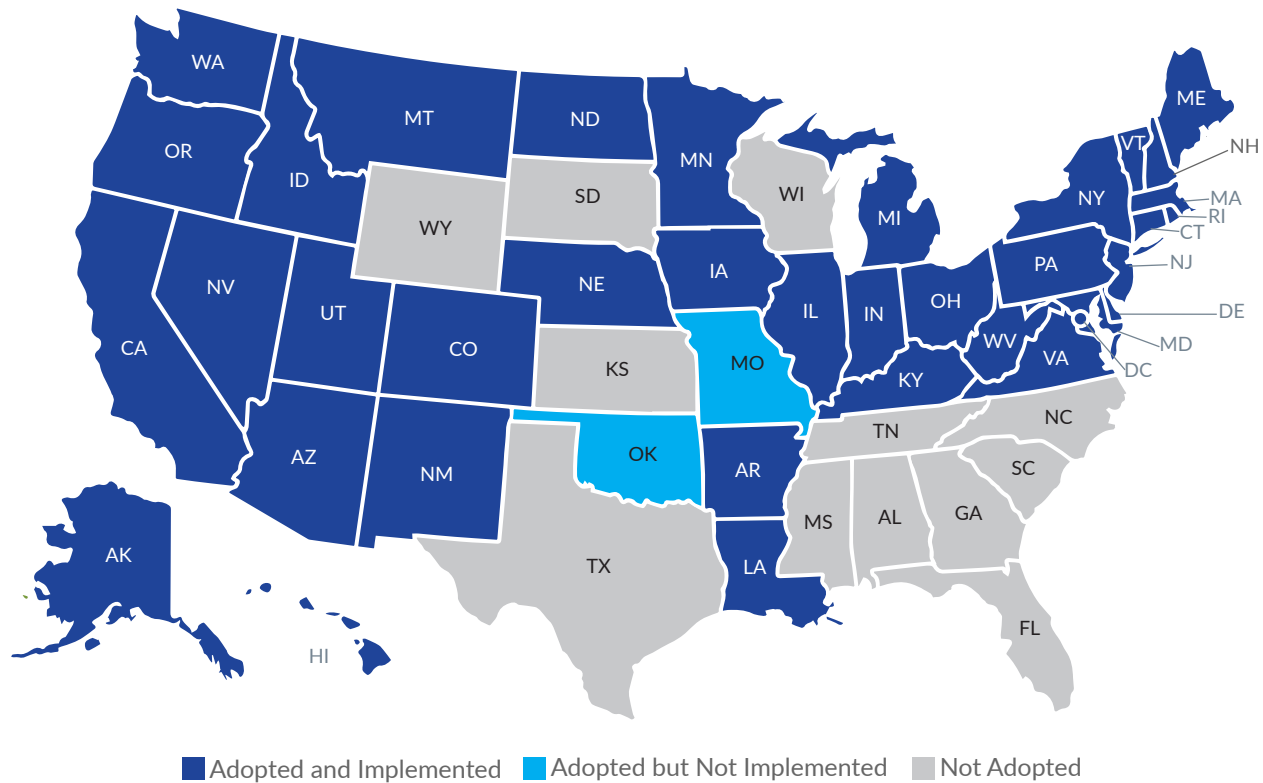 WA
MT
ND
MN
ME
OR
ID
SD
WI
MI
VT
NH
NY
MA
RI
CT
WY
NV
UT
NE
IA
PA
NJ
CA
CO
KS
MO
IL
IN
OH
WV
VA
DE
MD
DC
KY
NC
TN
AZ
NM
OK
AR
SC
MS
AL
GA
AK
TX
LA
HI
FL
Adopted and Implemented
Adopted but Not Implemented
Not Adopted